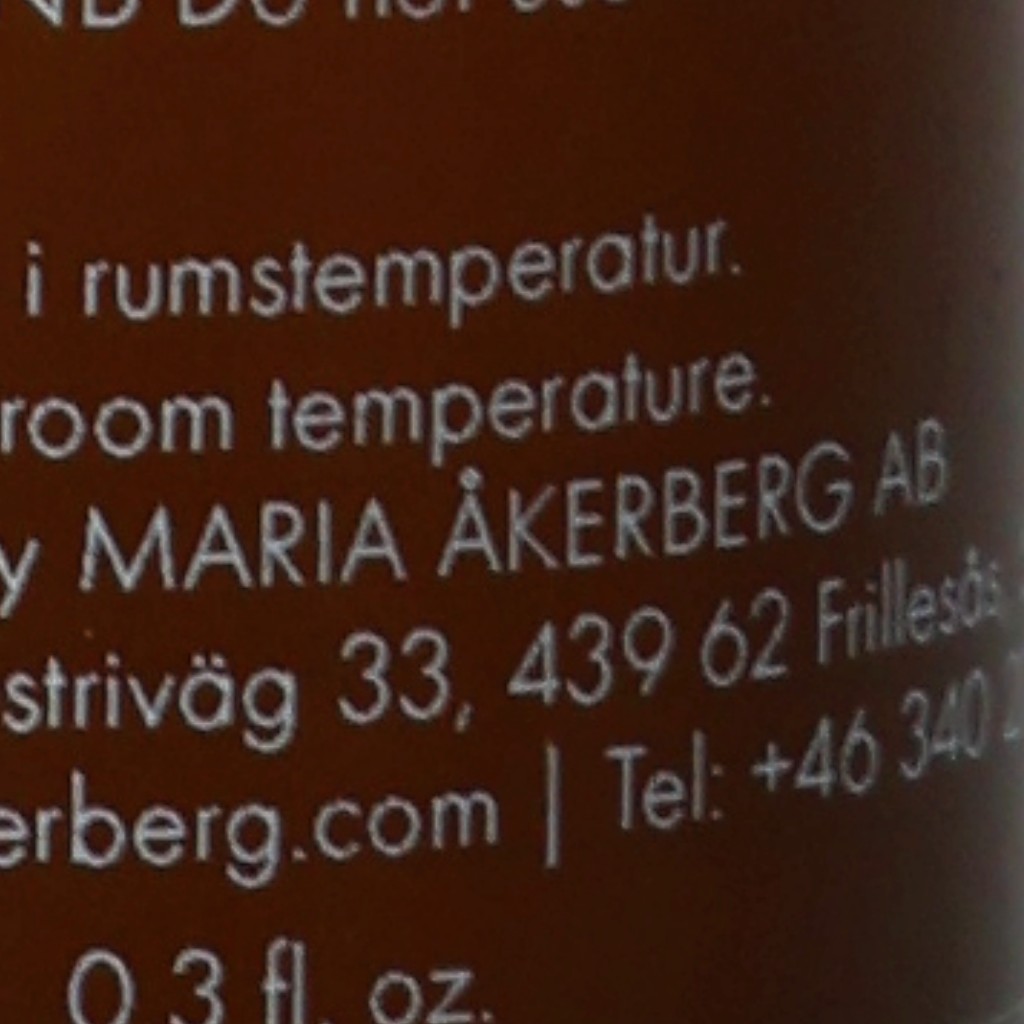 i rumstemperatur.
room temperature.
MARIA ÅKERBERG AB
striväg 33, 439 62 Frillesås
erberg.com | Tel: +46 340
0.3 fl. oz.